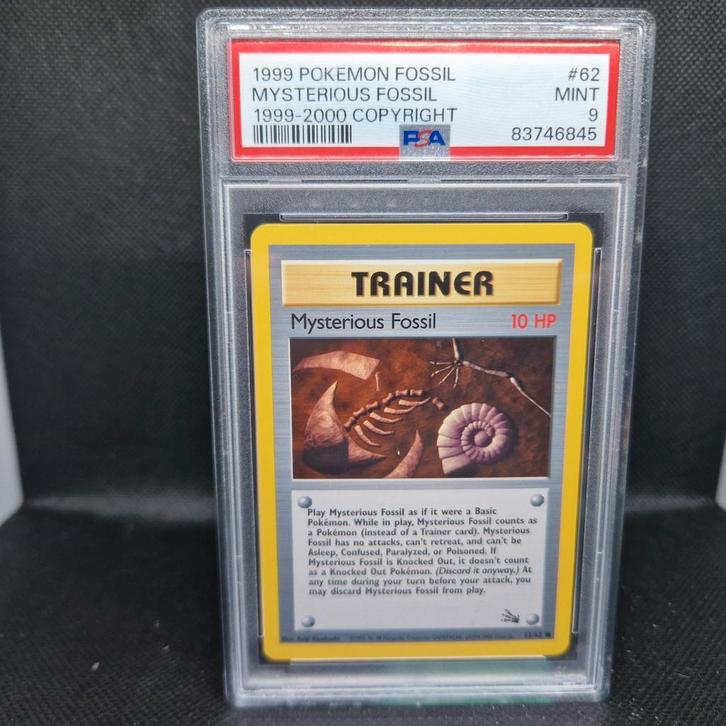 1999 POKEMON FOSSIL #62
MYSTERIOUS FOSSIL MINT
1999-2000 COPYRIGHT 9
PSA 83746845
TRAINER
Mysterious Fossil 10 HP
Play Mysterious Fossil as if it were a Basic
Pokémon. While in play, Mysterious Fossil counts as
a Pokémon (instead of a Trainer card). Mysterious
Fossil has no attacks, can't retreat, and can't be
Asleep, Confused, Paralyzed, or Poisoned. If
Mysterious Fossil is Knocked Out, it doesn't count
as a Knocked Out Pokémon. (Discard it anyway.) At
any time during your turn before your attack, you
may discard Mysterious Fossil from play.
62/62